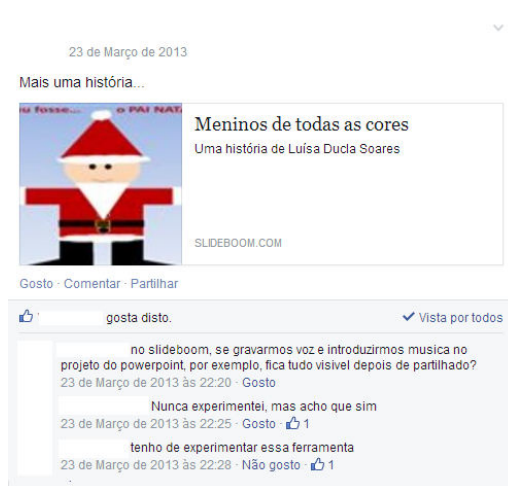 23 de Março de 2013
Mais uma história...
u fosse... o PAI NATA
Meninos de todas as cores
Uma história de Luísa Ducla Soares
SLIDEBOOM.COM
Gosto · Comentar · Partilhar
gosta disto. Vista por todos
no slideboom, se gravarmos voz e introduzirmos musica no
projeto do powerpoint, por exemplo, fica tudo visivel depois de partilhado?
23 de Março de 2013 às 22:20 · Gosto
Nunca experimentei, mas acho que sim
23 de Março de 2013 às 22:25 · Gosto · 1
tenho de experimentar essa ferramenta
23 de Março de 2013 às 22:28 · Não gosto · 1